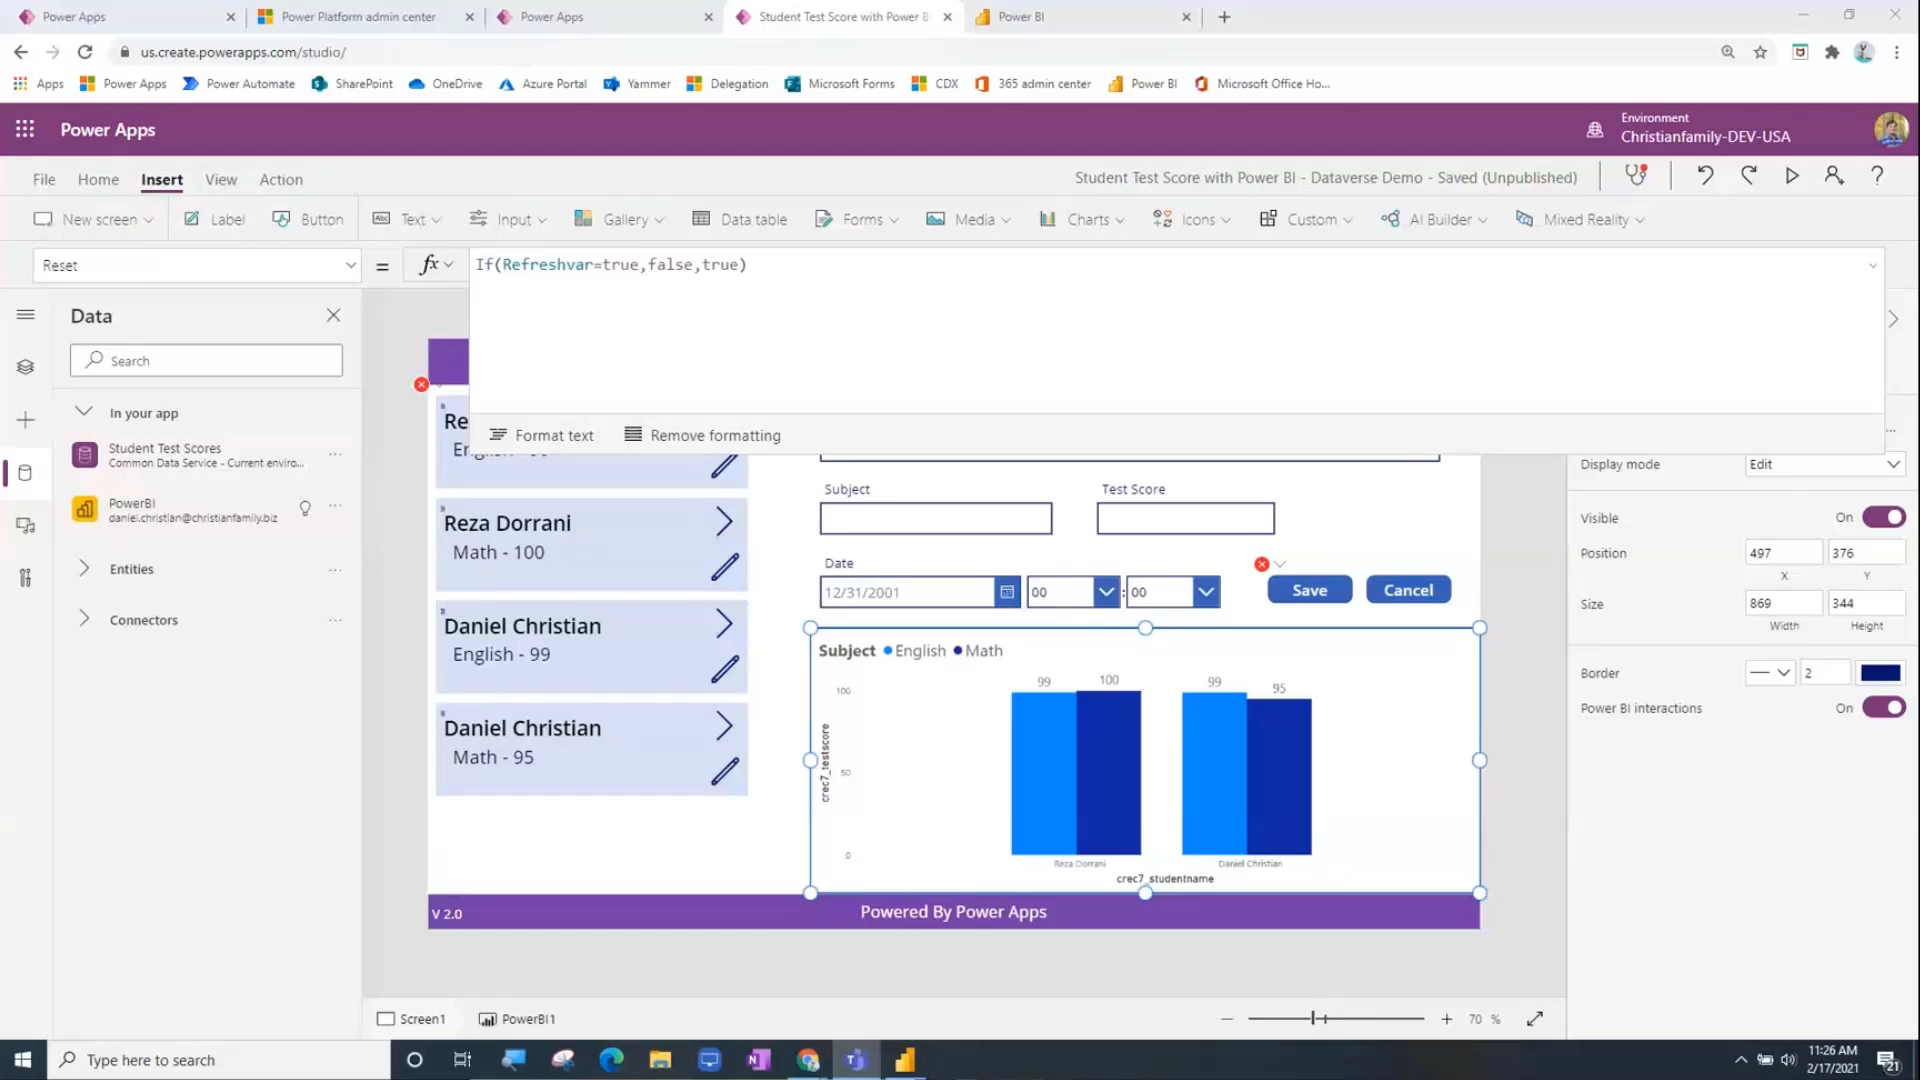 Power Apps
Power Platform admin center
Power Apps
Student Test Score with Power B
Power BI
us.create.powerapps.com/studio/
Apps
Power Apps
Power Automate
SharePoint
OneDrive
Azure Portal
Yammer
Delegation
Microsoft Forms
CDX
365 admin center
Power BI
Microsoft Office Ho...
Power Apps
Environment
Christianfamily-DEV-USA
File
Home
Insert
View
Action
Student Test Score with Power BI - Dataverse Demo - Saved (Unpublished)
New screen
Label
Button
Text
Input
Gallery
Data table
Forms
Media
Charts
Icons
Custom
AI Builder
Mixed Reality
Reset
=
fx
If(Refreshvar=true,false,true)
Format text
Remove formatting
Data
Search
In your app
Student Test Scores
Common Data Service - Current enviro...
PowerBI
daniel.christian@christianfamily.biz
Entities
Connectors
Re
Reza Dorrani
Math - 100
Daniel Christian
English - 99
Daniel Christian
Math - 95
Subject
Test Score
Date
12/31/2001
00
:
00
Save
Cancel
Subject
English
Math
crec7_testscore
100
50
0
99
100
99
95
Reza Dorrani
Daniel Christian
crec7_studentname
V 2.0
Powered By Power Apps
Display mode
Edit
Visible
On
Position
497
376
X
Y
Size
869
344
Width
Height
Border
2
Power BI interactions
On
Screen1
PowerBI1
70 %
Type here to search
11:26 AM
2/17/2021
21